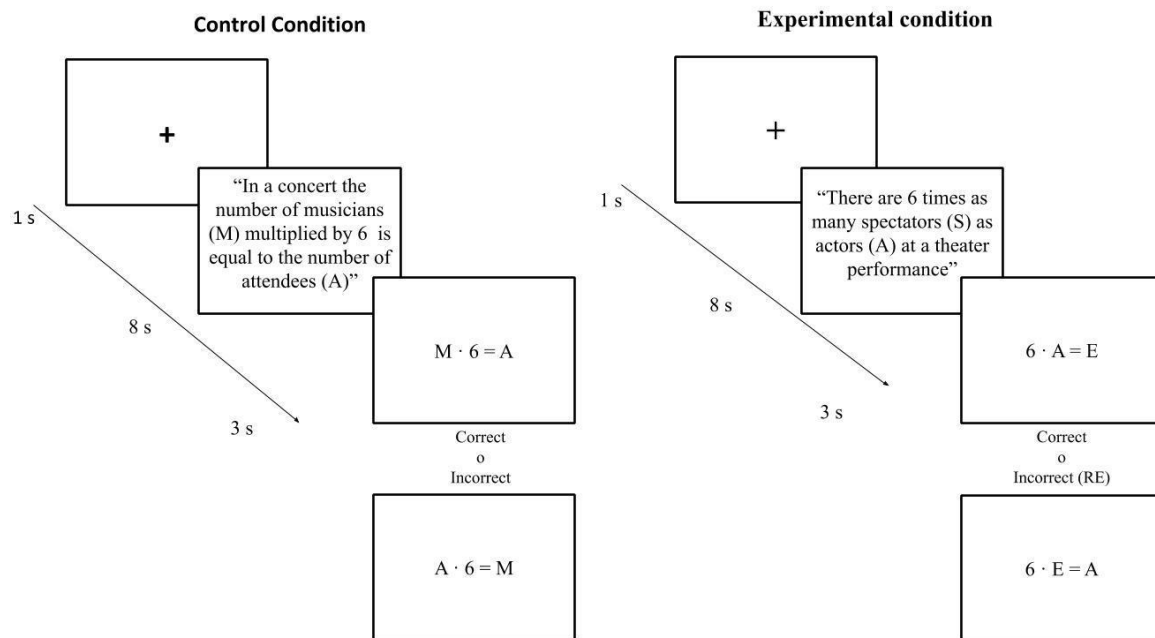 Control Condition
+
“In a concert the
number of musicians
(M) multiplied by 6 is
equal to the number of
attendees (A)”
1 s
8 s
3 s
M · 6 = A
Correct
o
Incorrect
A · 6 = M
Experimental condition
+
“There are 6 times as
many spectators (S) as
actors (A) at a theater
performance”
1 s
8 s
3 s
6 · A = E
Correct
o
Incorrect (RE)
6 · E = A